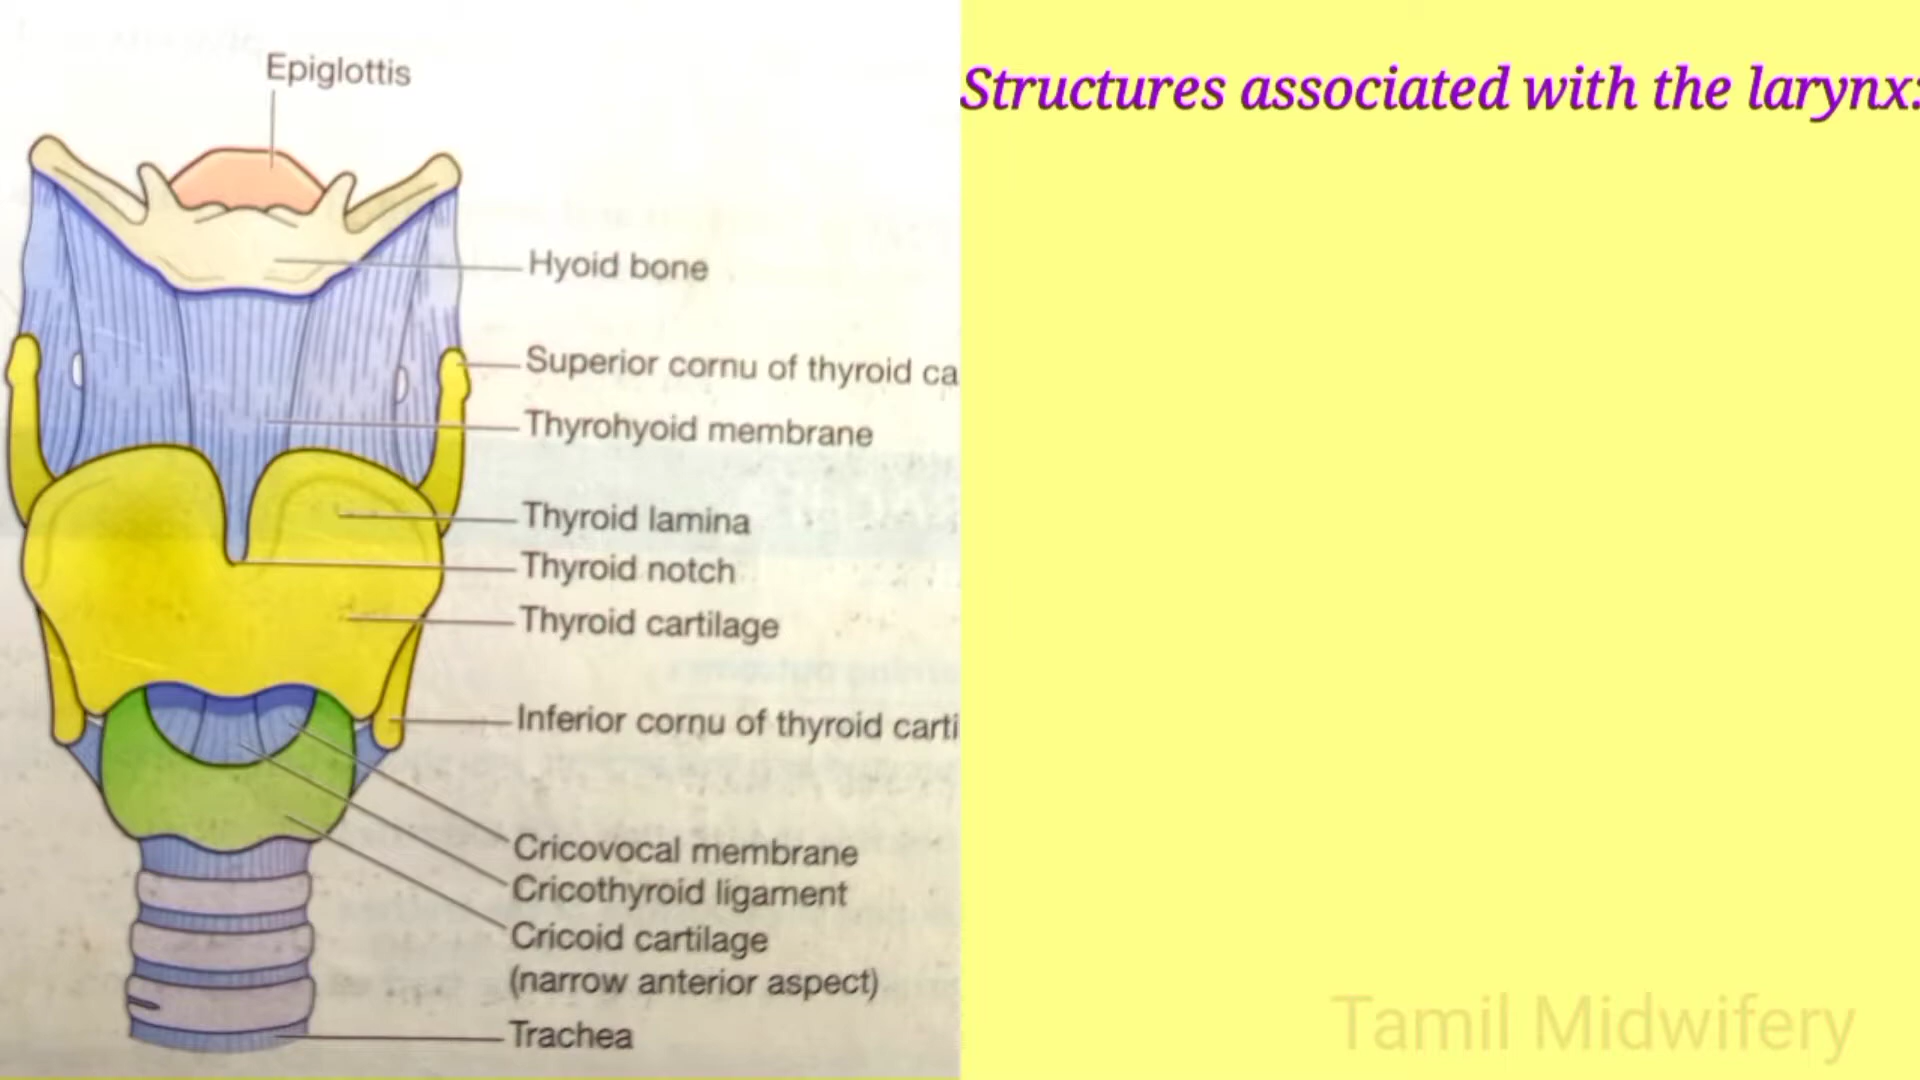 Epiglottis
Hyoid bone
Superior cornu of thyroid ca
Thyrohyoid membrane
Thyroid lamina
Thyroid notch
Thyroid cartilage
Inferior cornu of thyroid carti
Cricovocal membrane
Cricothyroid ligament
Cricoid cartilage
(narrow anterior aspect)
Trachea
Structures associated with the larynx:
Tamil Midwifery